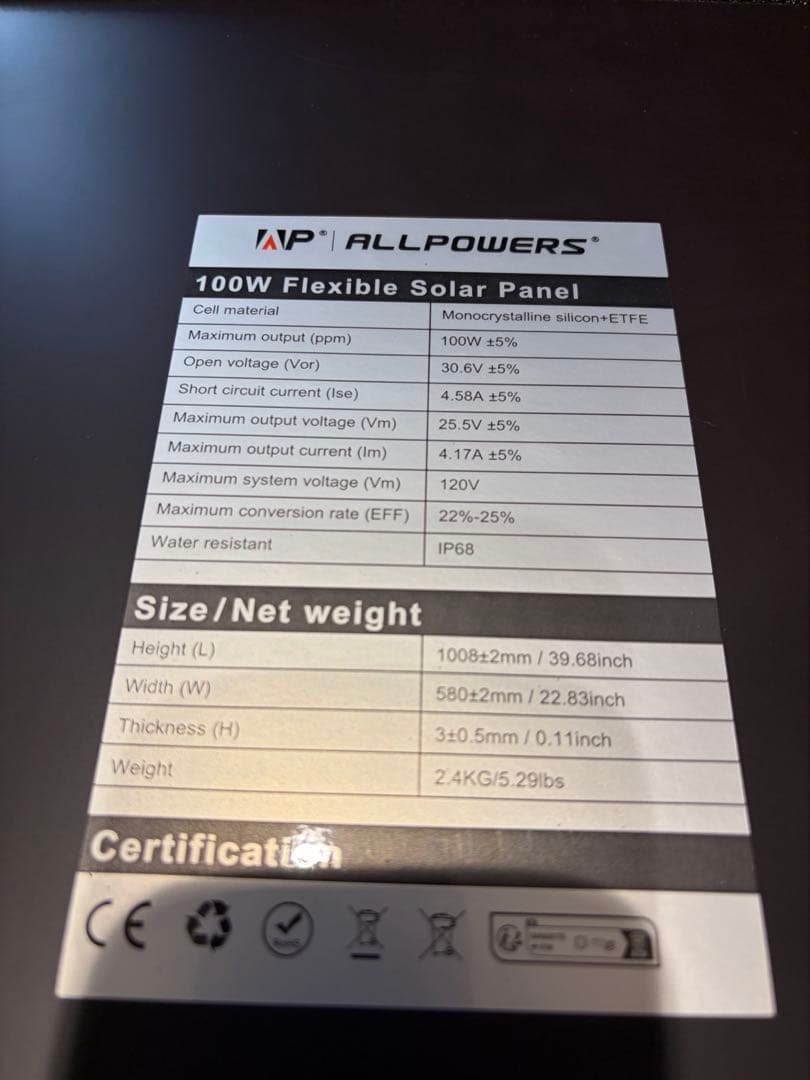 AP® | ALLPOWERS®
100W Flexible Solar Panel
Cell material Monocrystalline silicon+ETFE
Maximum output (ppm) 100W ±5%
Open voltage (Vor) 30.6V ±5%
Short circuit current (Ise) 4.58A ±5%
Maximum output voltage (Vm) 25.5V ±5%
Maximum output current (Im) 4.17A ±5%
Maximum system voltage (Vm) 120V
Maximum conversion rate (EFF) 22%-25%
Water resistant IP68
Size/Net weight
Height (L) 1008±2mm / 39.68inch
Width (W) 580±2mm / 22.83inch
Thickness (H) 3±0.5mm / 0.11inch
Weight 2.4KG/5.29lbs
Certification
CE RoHS